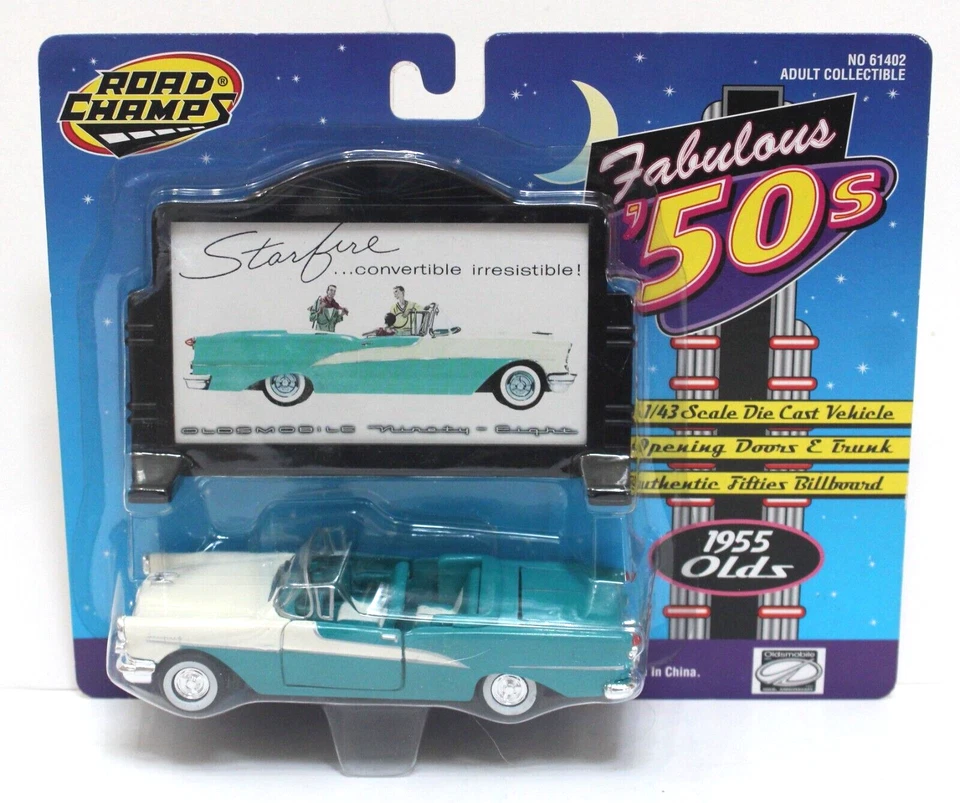 ROAD
CHAMPS®
NO 61402
ADULT COLLECTIBLE
Fabulous
'50s
Starfire
...convertible irresistible!
OLDSMOBILE Ninety-Eight
1/43 Scale Die Cast Vehicle
Opening Doors & Trunk
Authentic Fifties Billboard
1955
Olds
in China.
Oldsmobile